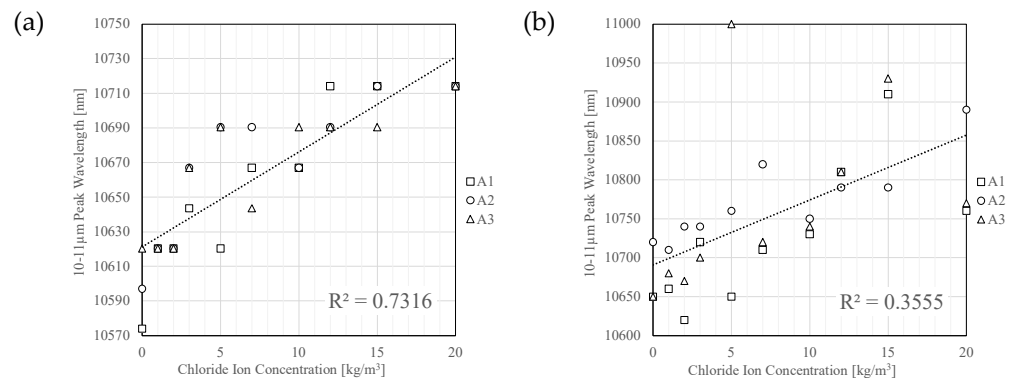 (a)
10-11μm Peak Wavelength [nm]
10750
10730
10710
10690
10670
10650
10630
10610
10590
10570
0
5
10
15
20
Chloride Ion Concentration [kg/m³]
R² = 0.7316
A1
A2
A3
(b)
10-11μm Peak Wavelength [nm]
11000
10950
10900
10850
10800
10750
10700
10650
10600
0
5
10
15
20
Chloride Ion Concentration [kg/m³]
R² = 0.3555
A1
A2
A3